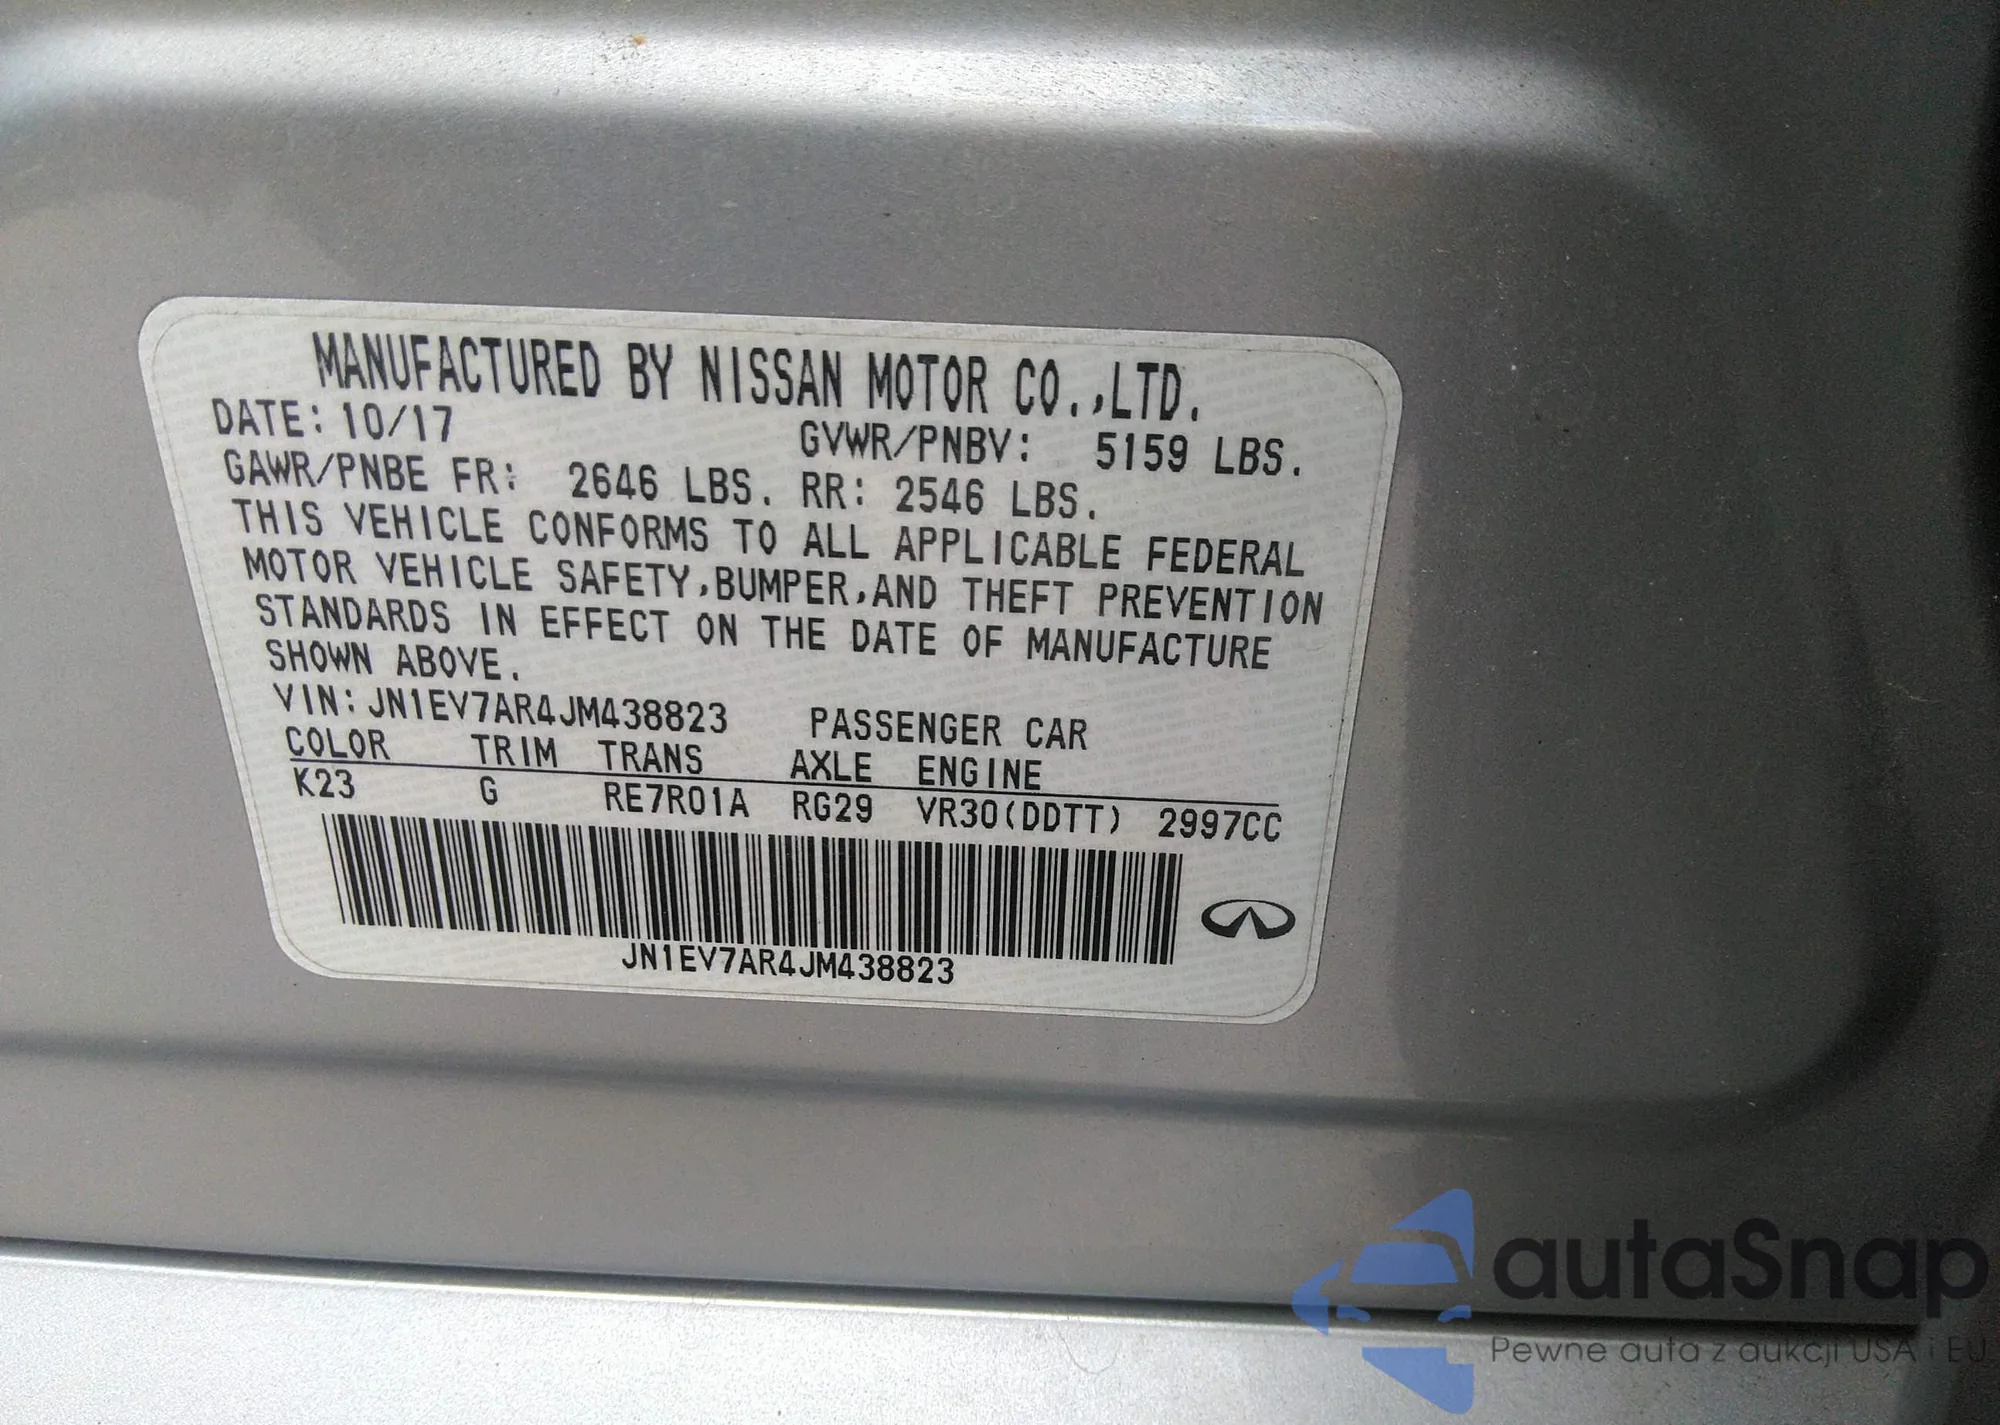 MANUFACTURED BY NISSAN MOTOR CO.,LTD.
DATE: 10/17 GVWR/PNBV: 5159 LBS.
GAWR/PNBE FR: 2646 LBS. RR: 2546 LBS.
THIS VEHICLE CONFORMS TO ALL APPLICABLE FEDERAL
MOTOR VEHICLE SAFETY,BUMPER,AND THEFT PREVENTION
STANDARDS IN EFFECT ON THE DATE OF MANUFACTURE
SHOWN ABOVE.
VIN: JN1EV7AR4JM438823 PASSENGER CAR
COLOR TRIM TRANS AXLE ENGINE
K23 G RE7R01A RG29 VR30(DDTT) 2997CC
JN1EV7AR4JM438823
autaSnap
Pewne auta z aukcji USA i EU